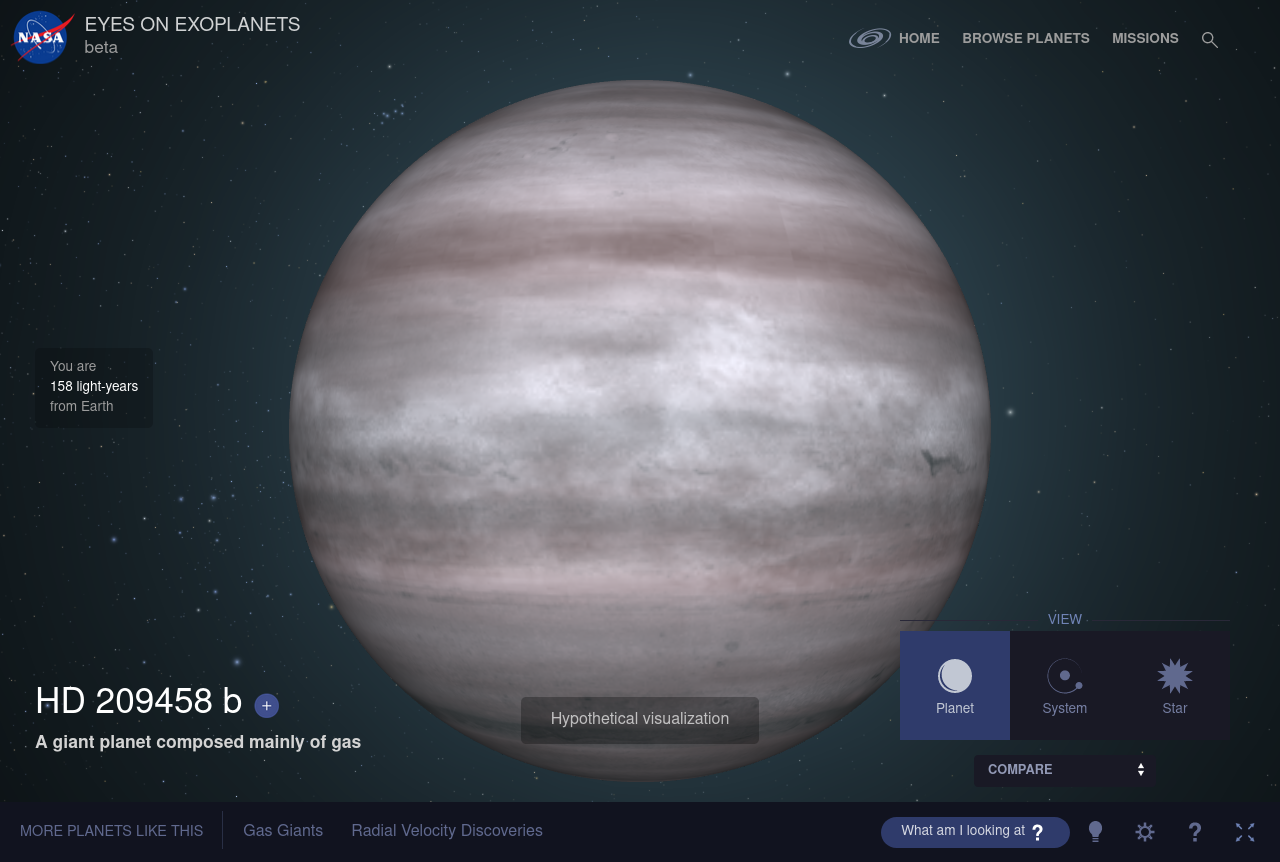 NASA
EYES ON EXOPLANETS
beta
HOME
BROWSE PLANETS
MISSIONS
You are
158 light-years
from Earth
HD 209458 b +
A giant planet composed mainly of gas
Hypothetical visualization
VIEW
Planet
System
Star
COMPARE
MORE PLANETS LIKE THIS
Gas Giants
Radial Velocity Discoveries
What am I looking at ?
?